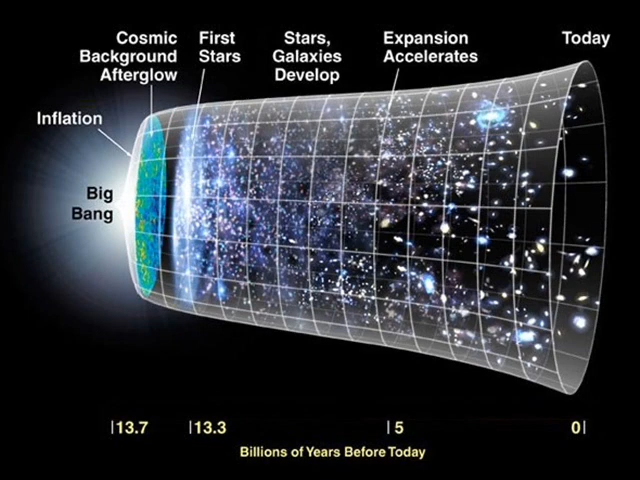 Cosmic
Background
Afterglow
First
Stars
Stars,
Galaxies
Develop
Expansion
Accelerates
Today
Inflation
Big
Bang
|13.7 |13.3 |5 0|
Billions of Years Before Today